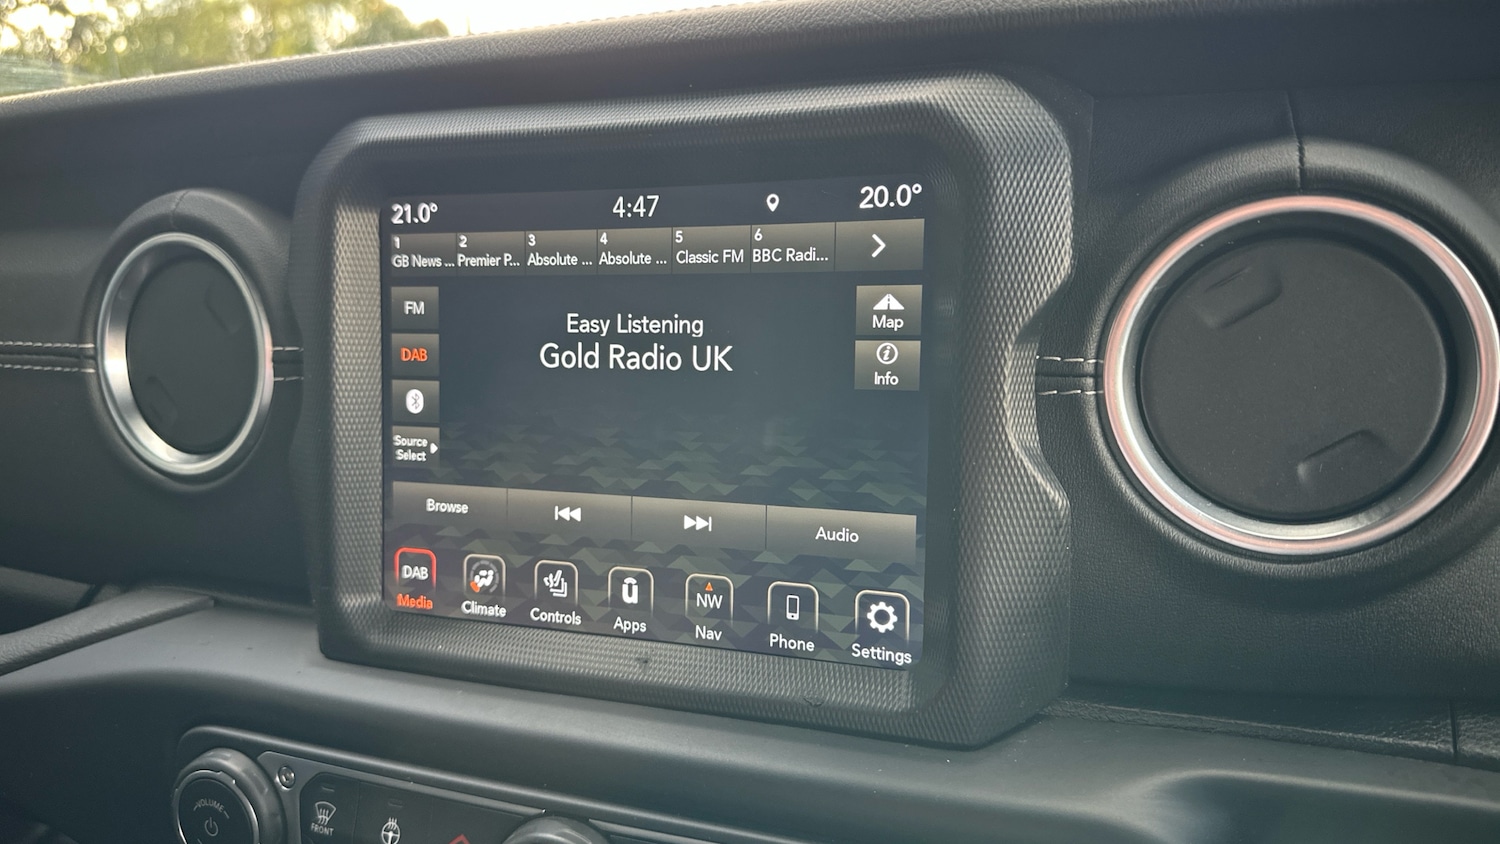 21.0°
4:47
20.0°
1
GB News ...
2
Premier P...
3
Absolute ...
4
Absolute ...
5
Classic FM
6
BBC Radi...
FM
Easy Listening
Gold Radio UK
Map
DAB
Info
Source
Select
Browse
Audio
DAB
Media
Climate
Controls
ū
Apps
NW
Nav
Phone
Settings
VOLUME
FRONT